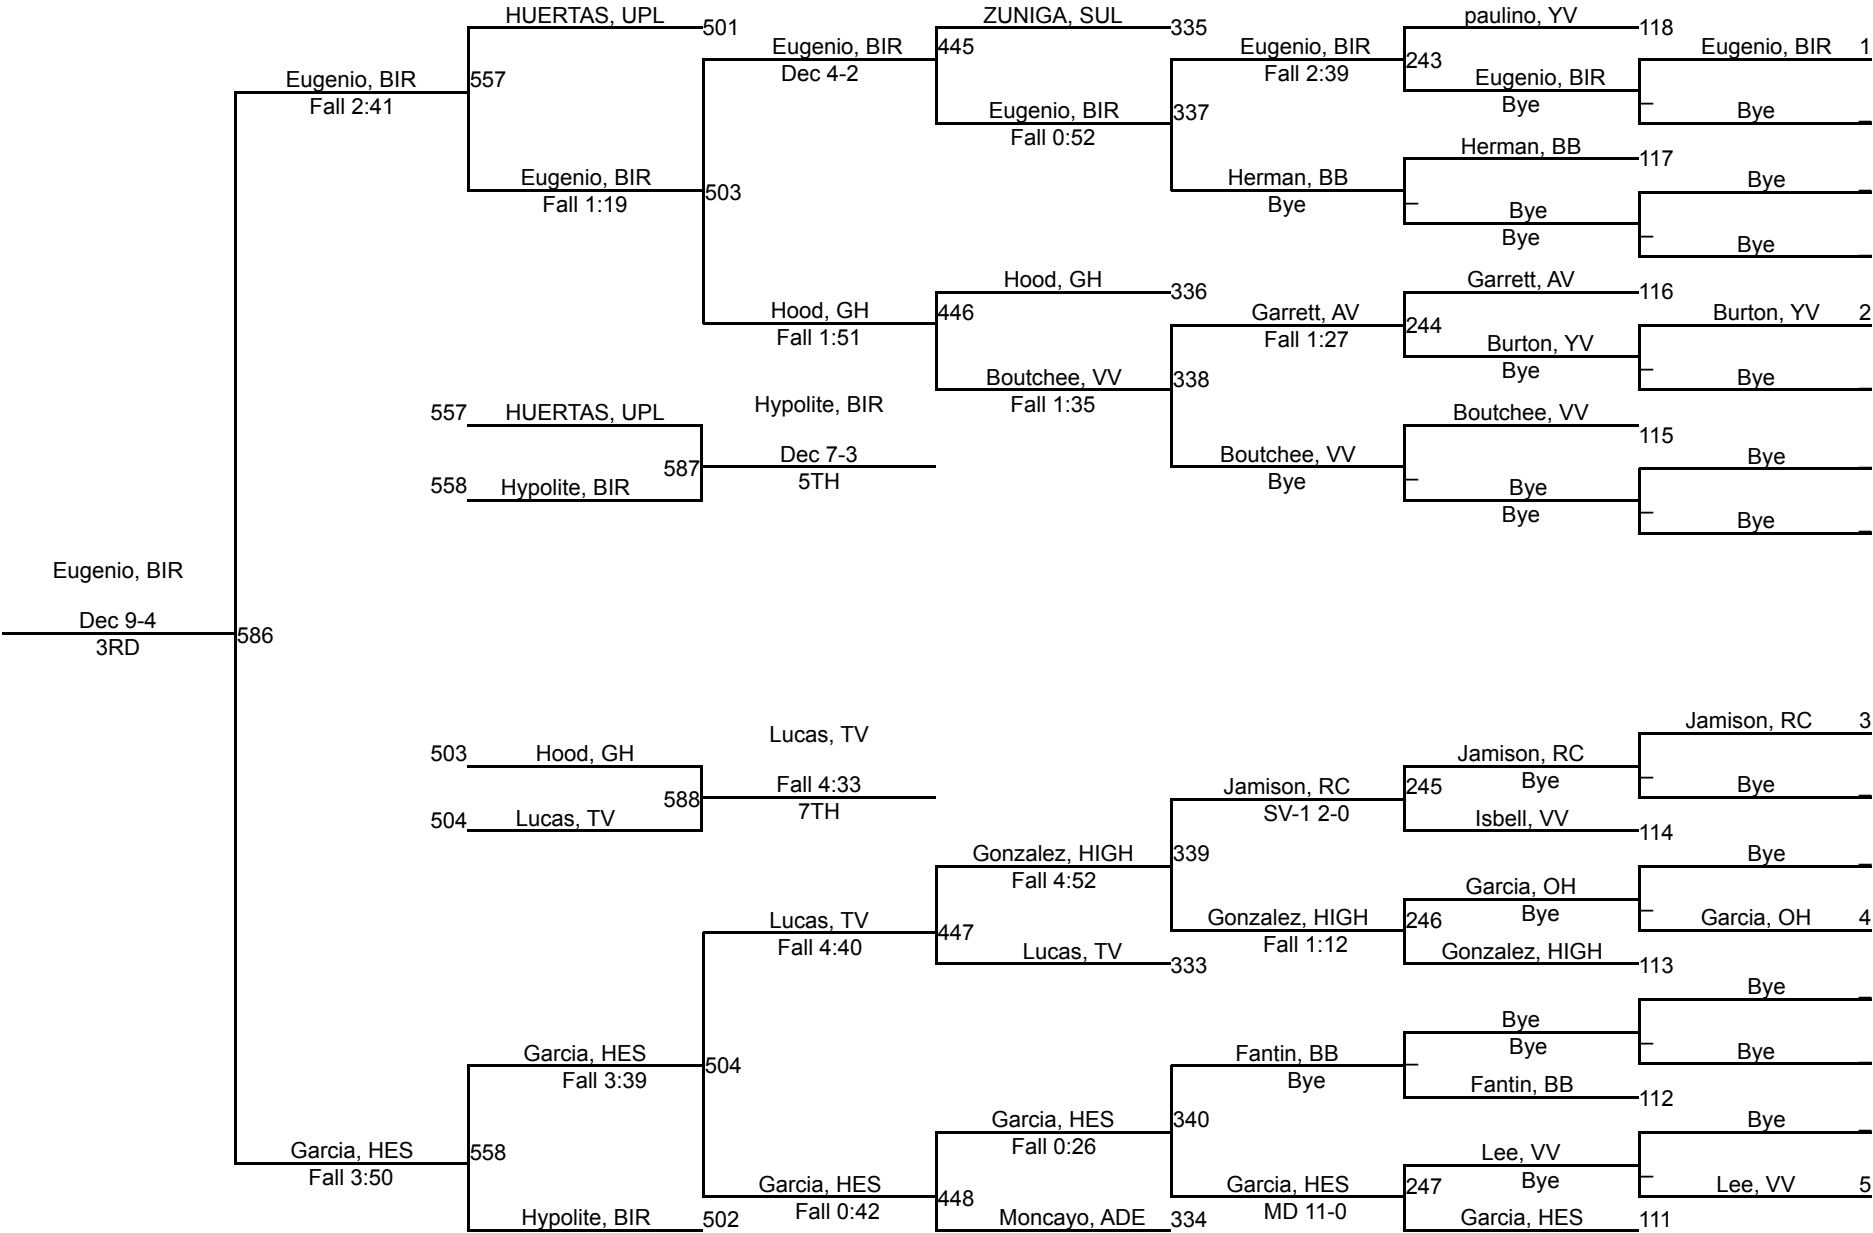 HUERTAS, UPL
501
ZUNIGA, SUL
335
paulino, YV
118
Eugenio, BIR
445
Dec 4-2
Eugenio, BIR
Fall 2:39
243
Eugenio, BIR 1
Eugenio, BIR
Fall 2:41
557
Eugenio, BIR
Bye
Eugenio, BIR
Fall 0:52
337
Bye
Herman, BB
117
Eugenio, BIR
Fall 1:19
503
Herman, BB
Bye
Bye
Bye
Bye
Bye
Hood, GH
336
Garrett, AV
116
Hood, GH
Fall 1:51
446
Garrett, AV
Fall 1:27
244
Burton, YV 2
Burton, YV
Bye
Boutchee, VV
Fall 1:35
338
Bye
557 HUERTAS, UPL
Hypolite, BIR
Boutchee, VV
115
587
Dec 7-3
5TH
Boutchee, VV
Bye
Bye
558 Hypolite, BIR
Bye
Bye
Bye
Eugenio, BIR
Dec 9-4
3RD
586
Lucas, TV
Jamison, RC 3
503 Hood, GH
Jamison, RC
Bye
588
Fall 4:33
7TH
Jamison, RC
SV-1 2-0
245
Bye
504 Lucas, TV
Isbell, VV
114
Gonzalez, HIGH
Fall 4:52
339
Bye
Garcia, OH
Bye
Lucas, TV
Fall 4:40
447
Gonzalez, HIGH
Fall 1:12
246
Garcia, OH 4
Lucas, TV
333
Gonzalez, HIGH
113
Bye
Bye
Bye
Garcia, HES
Fall 3:39
504
Fantin, BB
Bye
Bye
Fantin, BB
112
Garcia, HES
Fall 0:26
340
Bye
Garcia, HES
Fall 3:50
558
Lee, VV
Bye
Garcia, HES
Fall 0:42
448
Garcia, HES
MD 11-0
247
Lee, VV 5
Hypolite, BIR
502
Moncayo, ADE
334
Garcia, HES
111